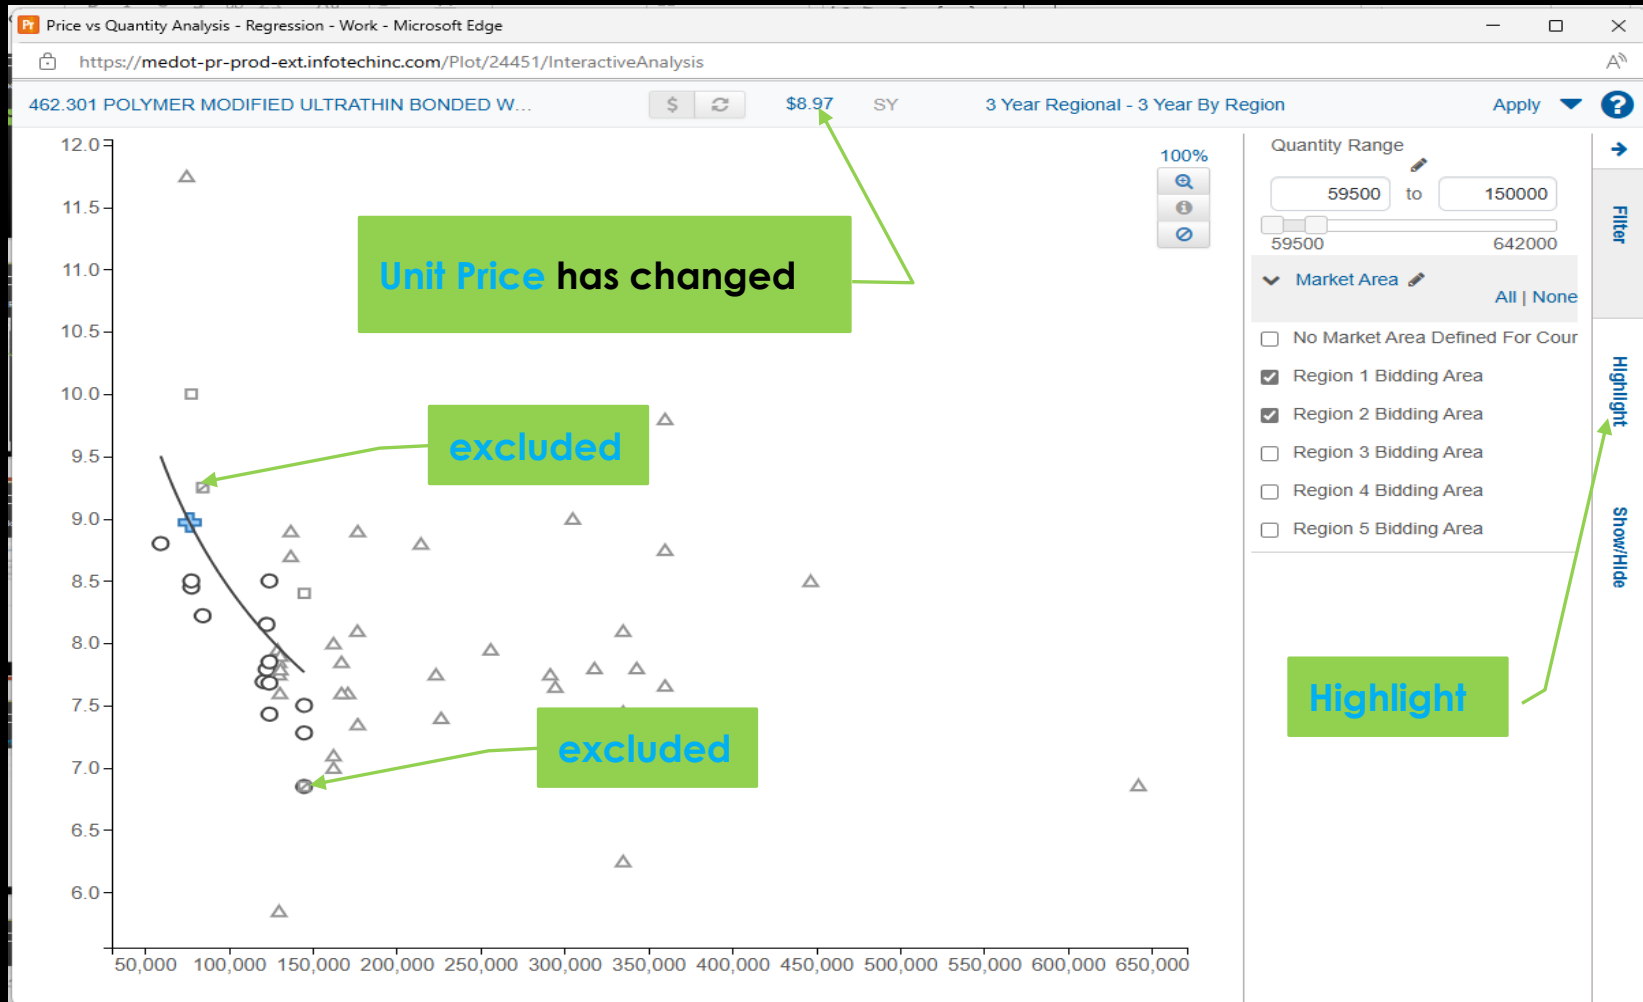 Pr Price vs Quantity Analysis - Regression - Work - Microsoft Edge
https://medot-pr-prod-ext.infotechinc.com/Plot/24451/InteractiveAnalysis
462.301 POLYMER MODIFIED ULTRATHIN BONDED W... $ $8.97 SY 3 Year Regional - 3 Year By Region Apply ?
12.0
11.5
11.0
10.5
10.0
9.5
9.0
8.5
8.0
7.5
7.0
6.5
6.0
50,000 100,000 150,000 200,000 250,000 300,000 350,000 400,000 450,000 500,000 550,000 600,000 650,000
100%
Unit Price has changed
excluded
excluded
Highlight
Quantity Range
59500 to 150000
59500 642000
Market Area
All | None
No Market Area Defined For Cour
Region 1 Bidding Area
Region 2 Bidding Area
Region 3 Bidding Area
Region 4 Bidding Area
Region 5 Bidding Area
Filter
Highlight
Show/Hide